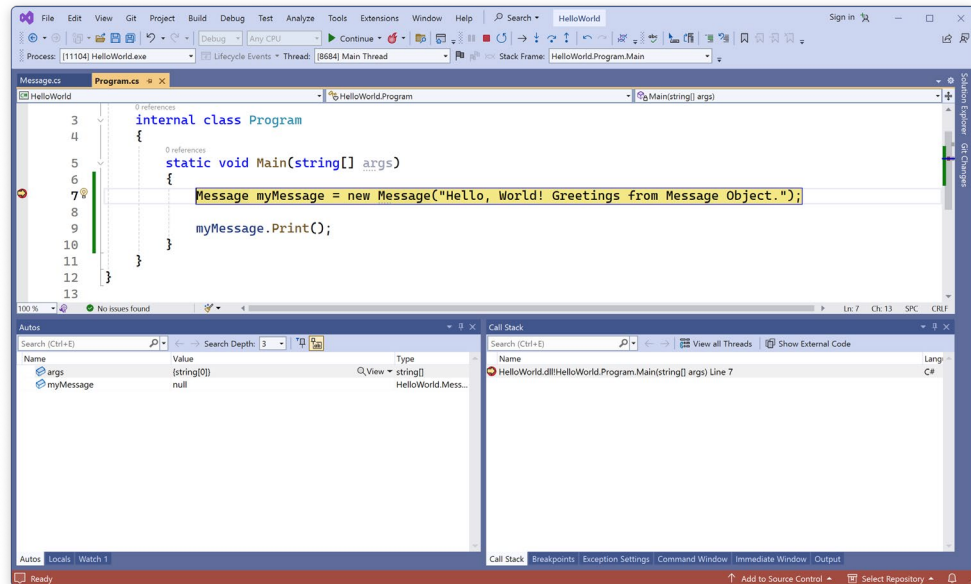 File Edit View Git Project Build Debug Test Analyze Tools Extensions Window Help Search HelloWorld Sign in
Debug Any CPU Continue
Process: [11104] HelloWorld.exe Lifecycle Events Thread: [8684] Main Thread Stack Frame: HelloWorld.Program.Main
Message.cs Program.cs
HelloWorld HelloWorld.Program Main(string[] args)
0 references
3 internal class Program
4 {
0 references
5 static void Main(string[] args)
6 {
7 Message myMessage = new Message("Hello, World! Greetings from Message Object.");
8
9 myMessage.Print();
10 }
11 }
12 }
13
100 % No issues found Ln: 7 Ch: 13 SPC CRLF
Solution Explorer
Git Changes
Autos
Search (Ctrl+E) Search Depth: 3
Name Value Type
args {string[0]} View string[]
myMessage null HelloWorld.Mess...
Autos Locals Watch 1
Call Stack
Search (Ctrl+E) View all Threads Show External Code
Name Lang
HelloWorld.dll!HelloWorld.Program.Main(string[] args) Line 7 C#
Call Stack Breakpoints Exception Settings Command Window Immediate Window Output
Ready Add to Source Control Select Repository